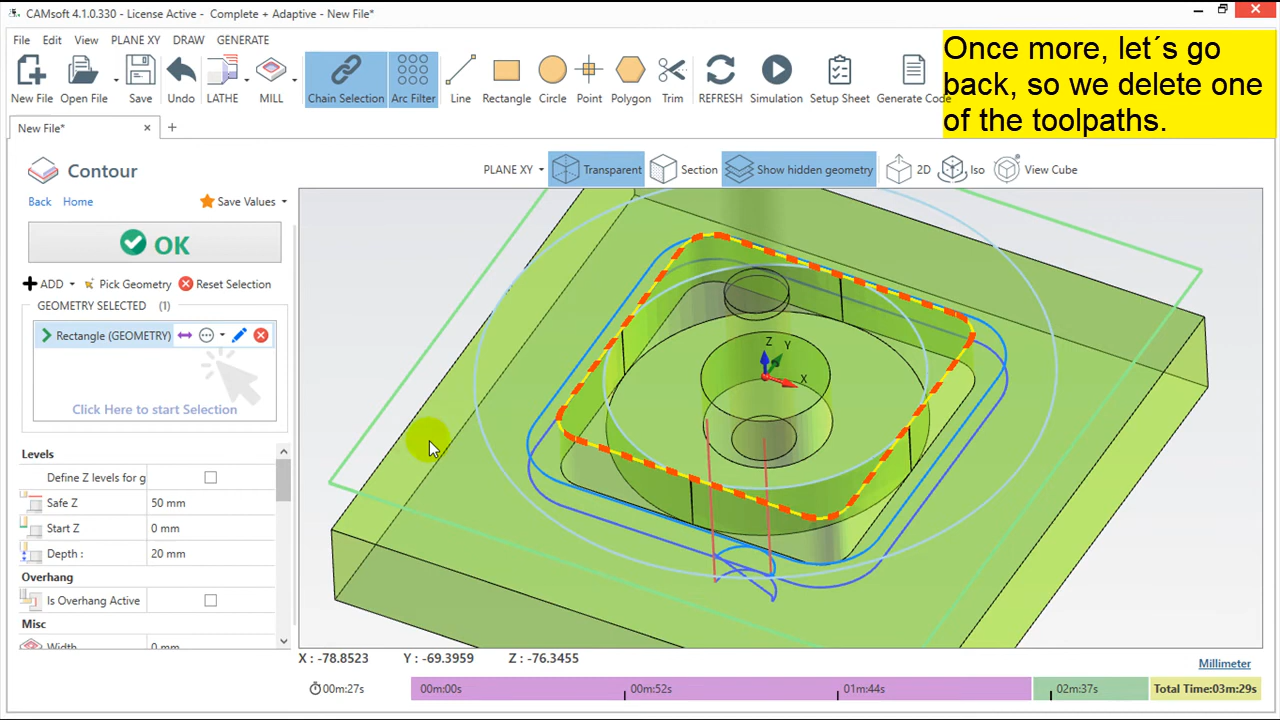 CAMsoft 4.1.0.330 - License Active - Complete + Adaptive - New File*
File Edit View PLANE XY DRAW GENERATE
Once more, let´s go
back, so we delete one
of the toolpaths.
New File Open File Save Undo LATHE MILL Chain Selection Arc Filter Line Rectangle Circle Point Polygon Trim REFRESH Simulation Setup Sheet Generate Code
New File*
PLANE XY Transparent Section Show hidden geometry 2D Iso View Cube
Contour
Back Home Save Values
OK
ADD Pick Geometry Reset Selection
GEOMETRY SELECTED (1)
Rectangle (GEOMETRY)
Click Here to start Selection
Z
Y
X
Levels
Define Z levels for g
Safe Z 50 mm
Start Z 0 mm
Depth : 20 mm
Overhang
Is Overhang Active
Misc
Width 0 mm
X : -78.8523 Y : -69.3959 Z : -76.3455
Millimeter
00m:27s 00m:00s 00m:52s 01m:44s 02m:37s Total Time:03m:29s